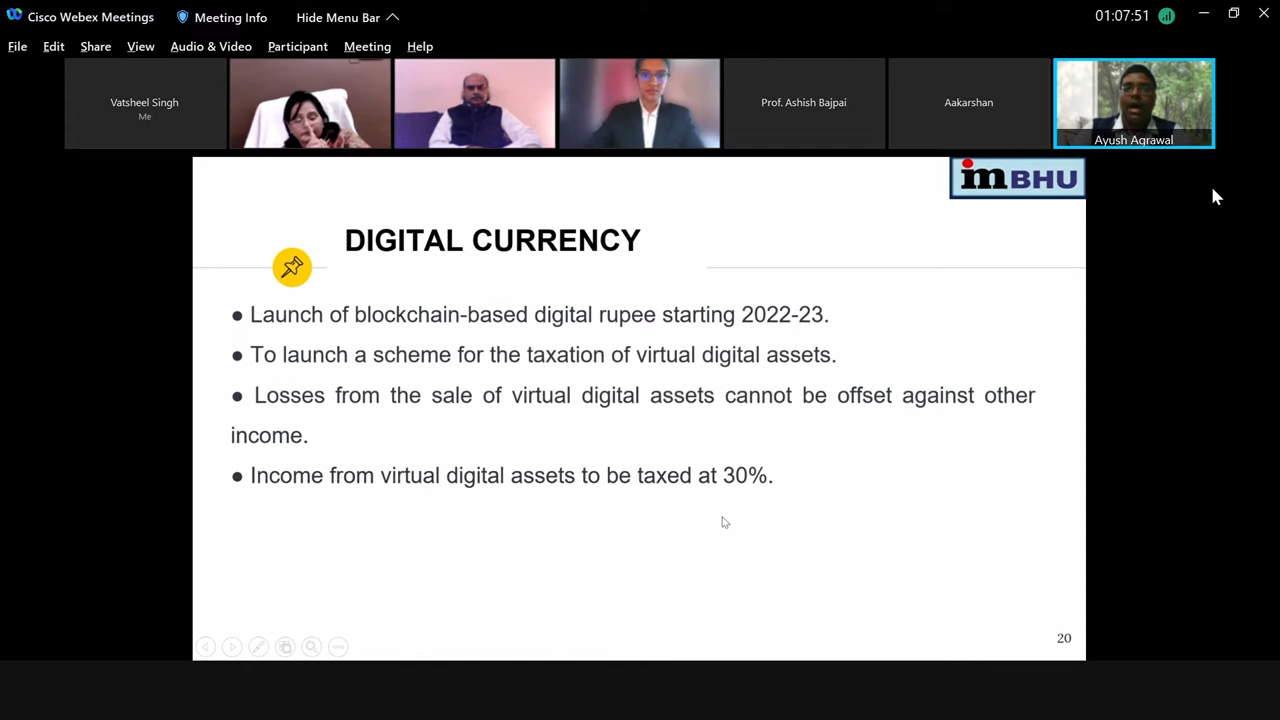 Cisco Webex Meetings
Meeting Info
Hide Menu Bar
01:07:51
File Edit Share View Audio & Video Participant Meeting Help
Vatsheel Singh
Me
Prof. Ashish Bajpai
Aakarshan
Ayush Agrawal
im BHU
DIGITAL CURRENCY
● Launch of blockchain-based digital rupee starting 2022-23.
● To launch a scheme for the taxation of virtual digital assets.
● Losses from the sale of virtual digital assets cannot be offset against other
income.
● Income from virtual digital assets to be taxed at 30%.
20